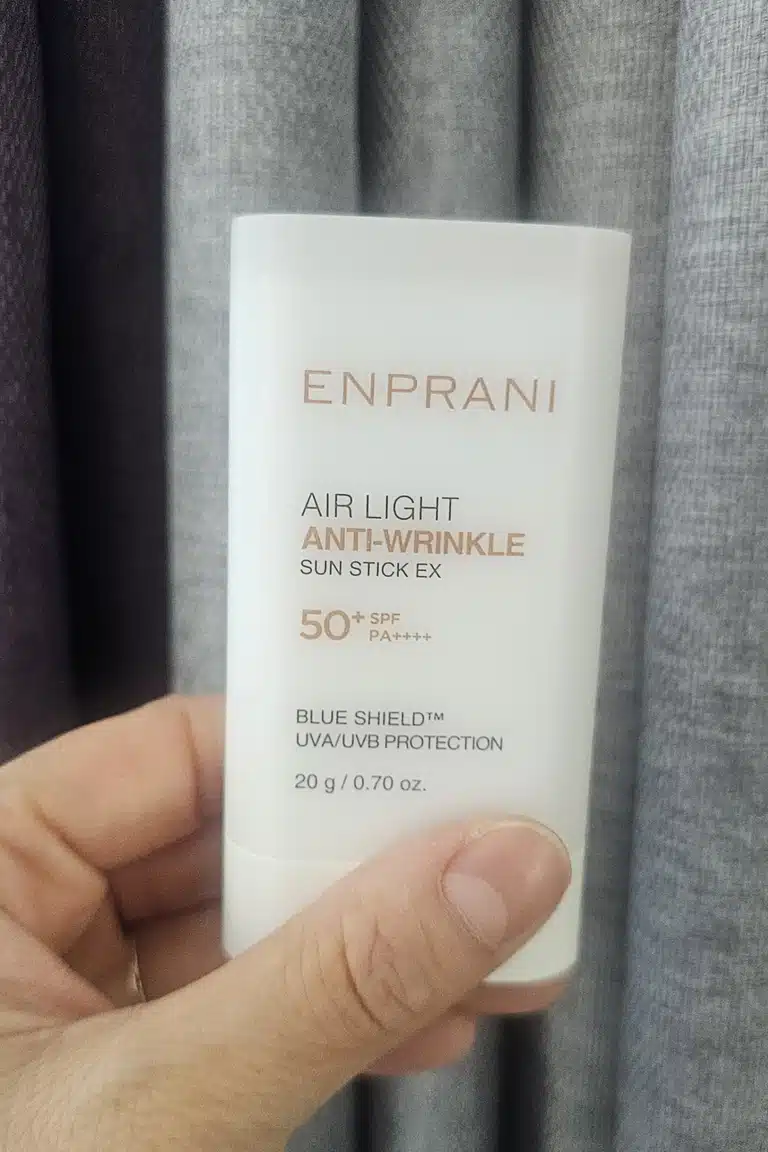 ENPRANI
AIR LIGHT
ANTI-WRINKLE
SUN STICK EX
50+ SPF
PA++++
BLUE SHIELD™
UVA/UVB PROTECTION
20 g / 0.70 oz.